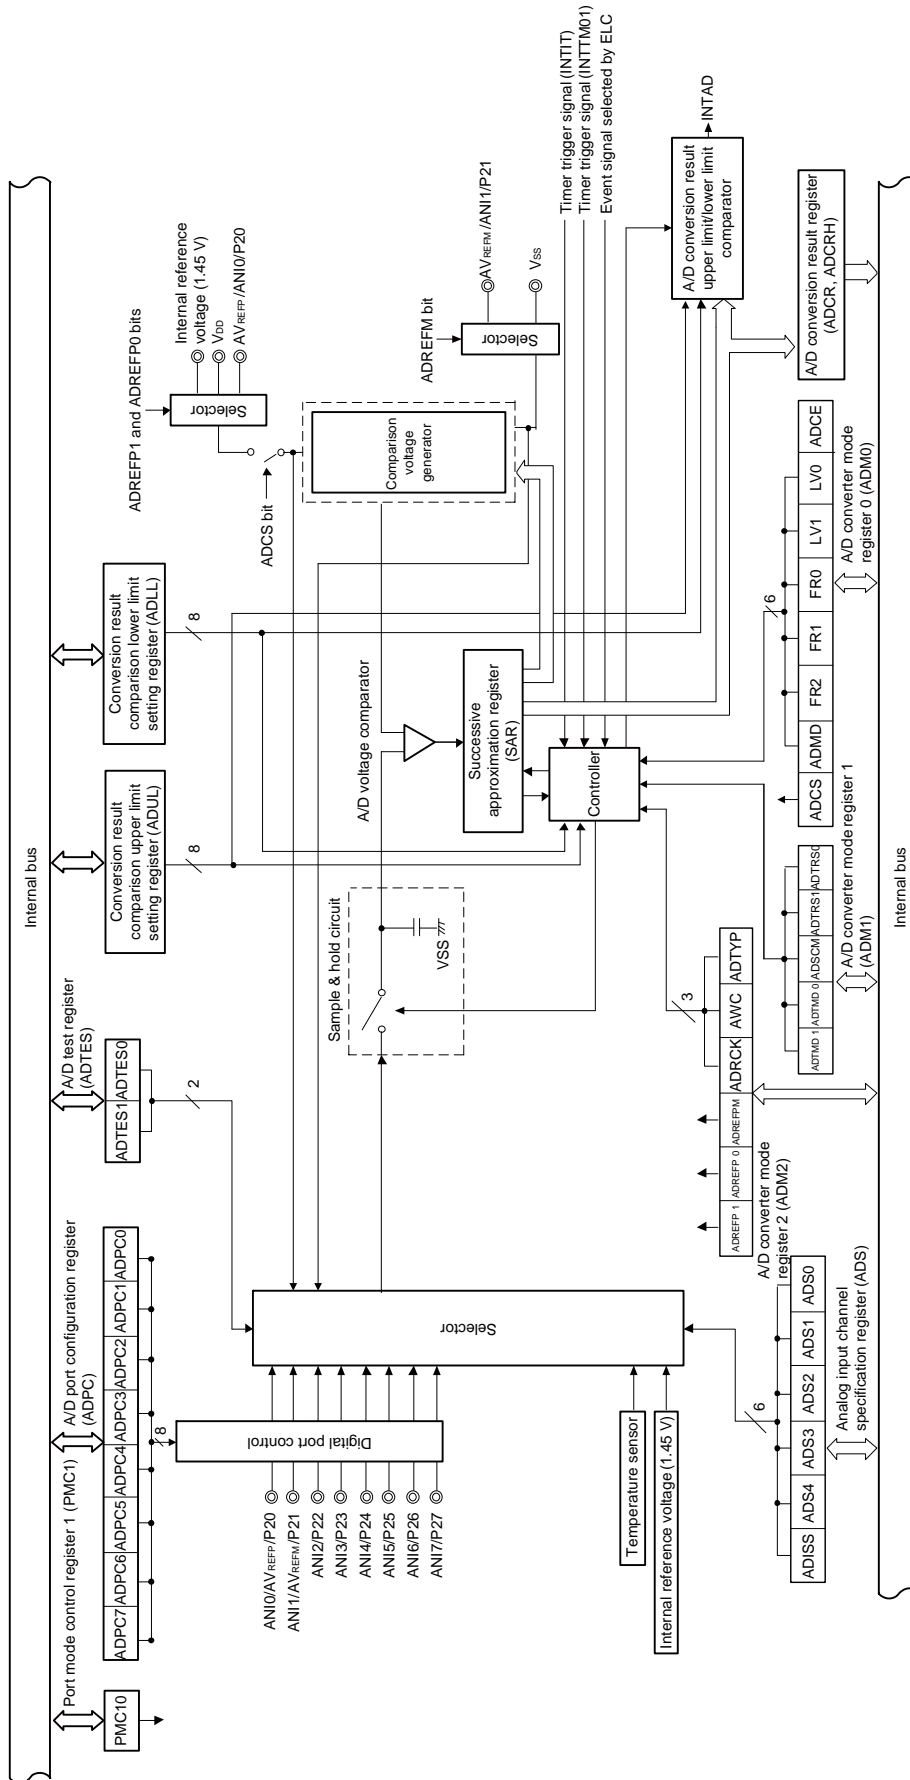 Internal bus
Port mode control register 1 (PMC1)
PMC10
A/D port configuration register
(ADPC)
ADPC7 ADPC6 ADPC5 ADPC4 ADPC3 ADPC2 ADPC1 ADPC0
8
A/D test register
(ADTES)
ADTES1 ADTES0
2
Conversion result
comparison upper limit
setting register (ADUL)
8
Conversion result
comparison lower limit
setting register (ADLL)
8
ADREFP1 and ADREFP0 bits
Selector
Internal reference
voltage (1.45 V)
VDD
AVREFP/ANI0/P20
ADCS bit
Digital port control
ANI0/AVREFP/P20
ANI1/AVREFM/P21
ANI2/P22
ANI3/P23
ANI4/P24
ANI5/P25
ANI6/P26
ANI7/P27
Selector
Temperature sensor
Internal reference voltage (1.45 V)
Sample & hold circuit
VSS
A/D voltage comparator
Comparison
voltage
generator
ADREFM bit
Selector
AVREFM/ANI1/P21
VSS
Successive
approximation register
(SAR)
Controller
Timer trigger signal (INTIT)
Timer trigger signal (INTTM01)
Event signal selected by ELC
A/D conversion result
upper limit/lower limit
comparator
INTAD
A/D conversion result register
(ADCR, ADCRH)
6
ADISS ADS4 ADS3 ADS2 ADS1 ADS0
Analog input channel
specification register (ADS)
3
ADREFP 1 ADREFP 0 ADREFPM ADRCK AWC ADTYP
A/D converter mode
register 2 (ADM2)
ADTMD 1 ADTMD 0 ADSCM ADTRS1 ADTRS0
A/D converter mode register 1
(ADM1)
6
ADCS ADMD FR2 FR1 FR0 LV1 LV0 ADCE
A/D converter mode
register 0 (ADM0)
Internal bus